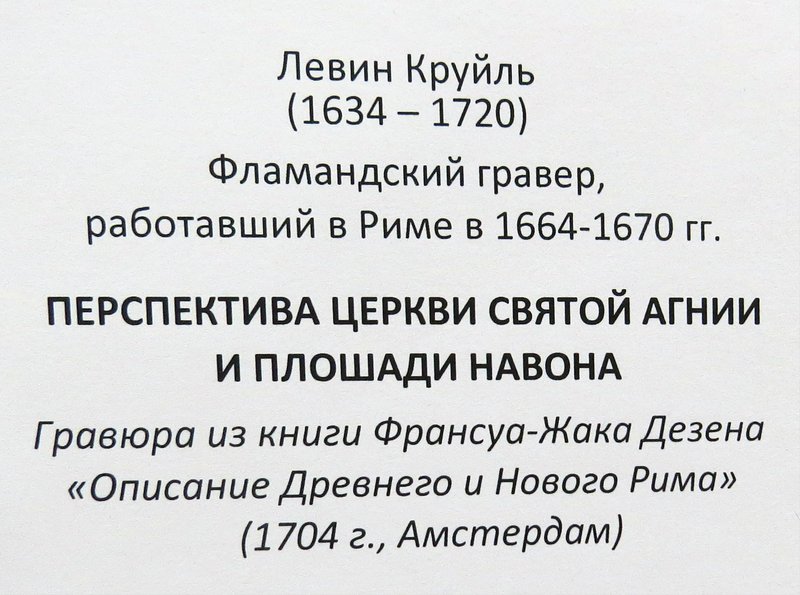 Левин Круйль
(1634 – 1720)
Фламандский гравер,
работавший в Риме в 1664-1670 гг.
ПЕРСПЕКТИВА ЦЕРКВИ СВЯТОЙ АГНИИ
И ПЛОШАДИ НАВОНА
Гравюра из книги Франсуа-Жака Дезена
«Описание Древнего и Нового Рима»
(1704 г., Амстердам)